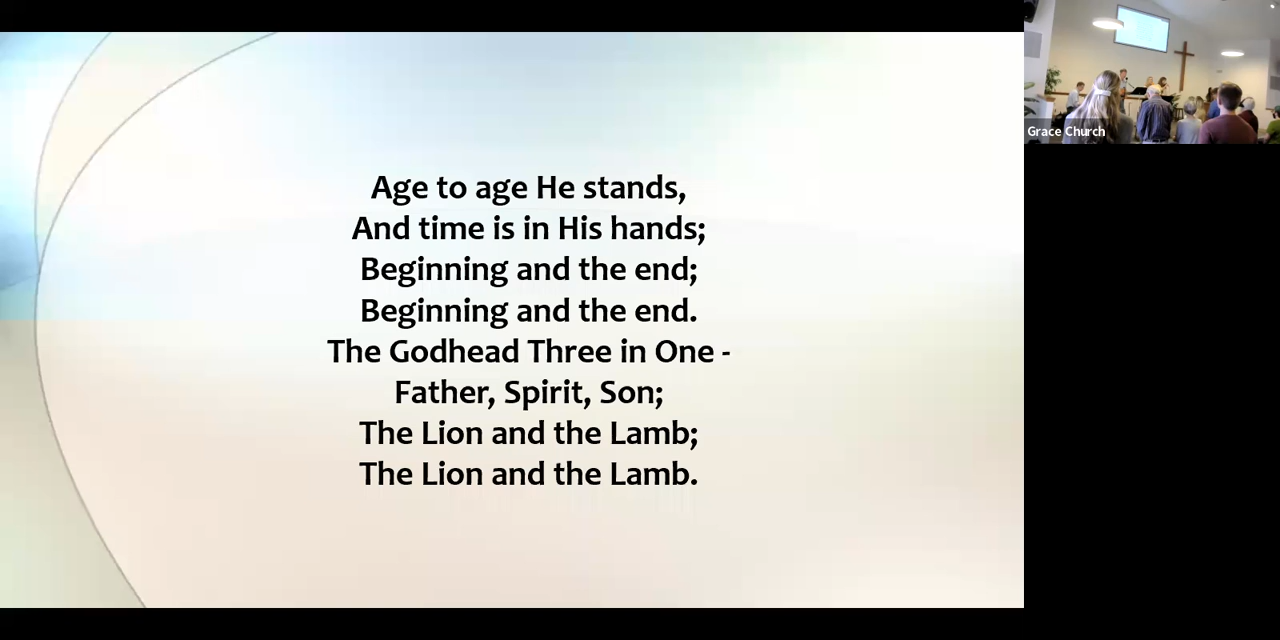 Age to age He stands,
And time is in His hands;
Beginning and the end;
Beginning and the end.
The Godhead Three in One -
Father, Spirit, Son;
The Lion and the Lamb;
The Lion and the Lamb.
Grace Church